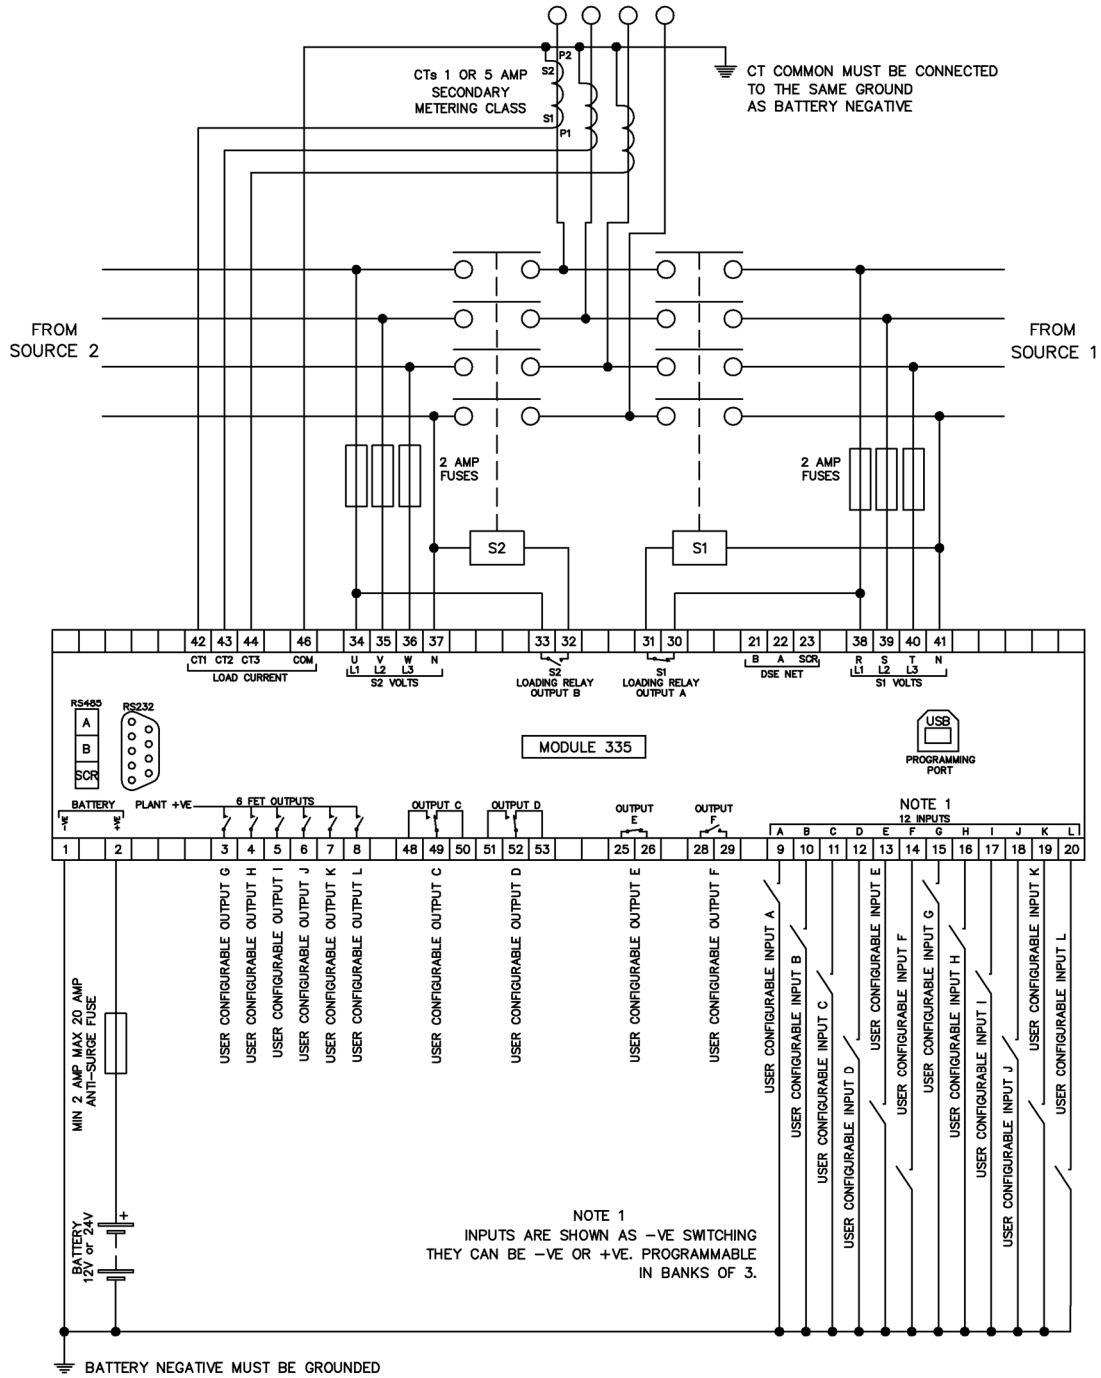 P2
S2
CTs 1 OR 5 AMP
SECONDARY
METERING CLASS
S1
P1
CT COMMON MUST BE CONNECTED
TO THE SAME GROUND
AS BATTERY NEGATIVE
FROM
SOURCE 2
FROM
SOURCE 1
2 AMP
FUSES
2 AMP
FUSES
S2
S1
42 43 44 46 34 35 36 37 33 32 31 30 21 22 23 38 39 40 41
CT1 CT2 CT3 COM
LOAD CURRENT
U V W N
L1 L2 L3
S2 VOLTS
S2
LOADING RELAY
OUTPUT B
S1
LOADING RELAY
OUTPUT A
B A SCR
DSE NET
R S T N
L1 L2 L3
S1 VOLTS
RS485
A
B
SCR
RS232
MODULE 335
USB
PROGRAMMING
PORT
BATTERY
-VE
+VE
PLANT +VE
6 FET OUTPUTS
OUTPUT C
OUTPUT D
OUTPUT
E
OUTPUT
F
NOTE 1
12 INPUTS
A B C D E F G H I J K L
1 2 3 4 5 6 7 8 48 49 50 51 52 53 25 26 28 29 9 10 11 12 13 14 15 16 17 18 19 20
MIN 2 AMP MAX 20 AMP
ANTI-SURGE FUSE
USER CONFIGURABLE OUTPUT G
USER CONFIGURABLE OUTPUT H
USER CONFIGURABLE OUTPUT I
USER CONFIGURABLE OUTPUT J
USER CONFIGURABLE OUTPUT K
USER CONFIGURABLE OUTPUT L
USER CONFIGURABLE OUTPUT C
USER CONFIGURABLE OUTPUT D
USER CONFIGURABLE OUTPUT E
USER CONFIGURABLE OUTPUT F
USER CONFIGURABLE INPUT A
USER CONFIGURABLE INPUT B
USER CONFIGURABLE INPUT C
USER CONFIGURABLE INPUT D
USER CONFIGURABLE INPUT E
USER CONFIGURABLE INPUT F
USER CONFIGURABLE INPUT G
USER CONFIGURABLE INPUT H
USER CONFIGURABLE INPUT I
USER CONFIGURABLE INPUT J
USER CONFIGURABLE INPUT K
USER CONFIGURABLE INPUT L
BATTERY
12V or 24V
+
NOTE 1
INPUTS ARE SHOWN AS -VE SWITCHING
THEY CAN BE -VE OR +VE. PROGRAMMABLE
IN BANKS OF 3.
BATTERY NEGATIVE MUST BE GROUNDED